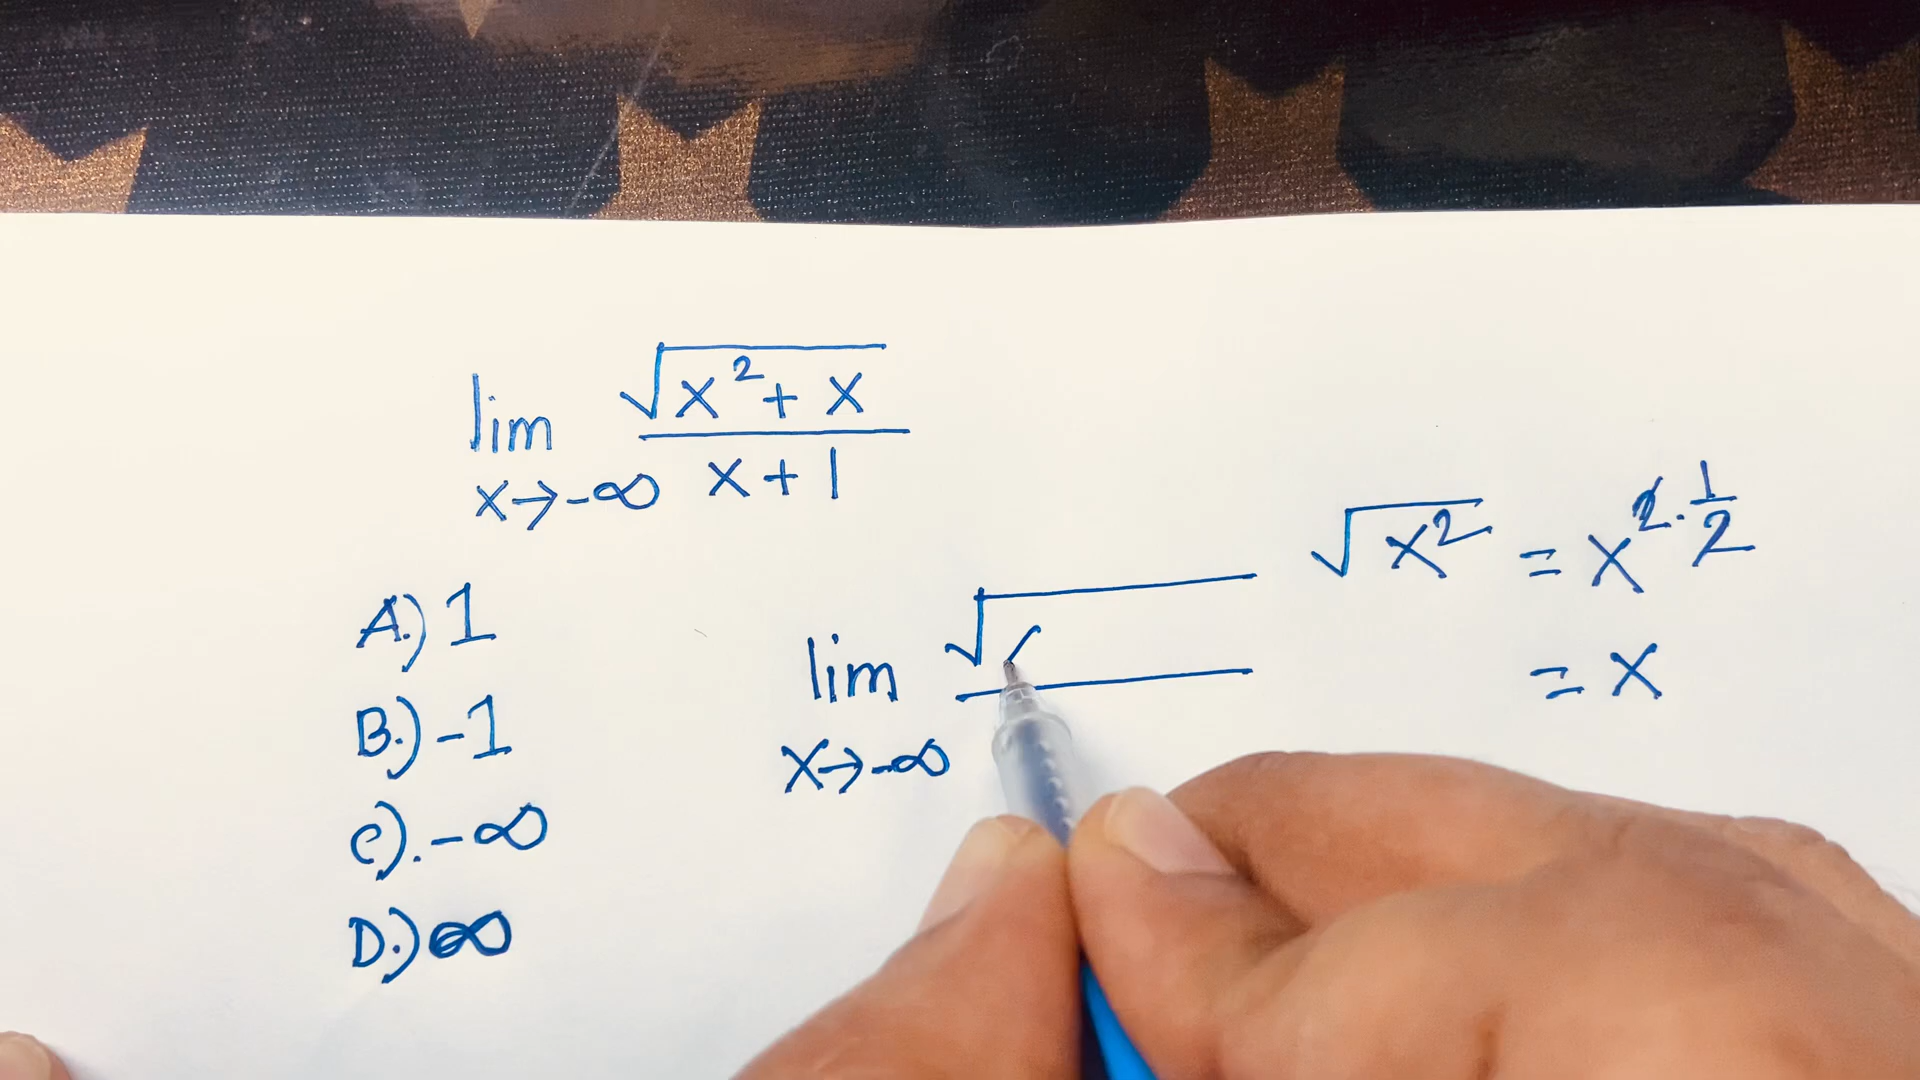 lim √(x² + x) / (x + 1)
x→-∞
A.) 1
B.) -1
C). -∞
D.) ∞
lim √
x→-∞
√x² = x^(2·1/2)
= x